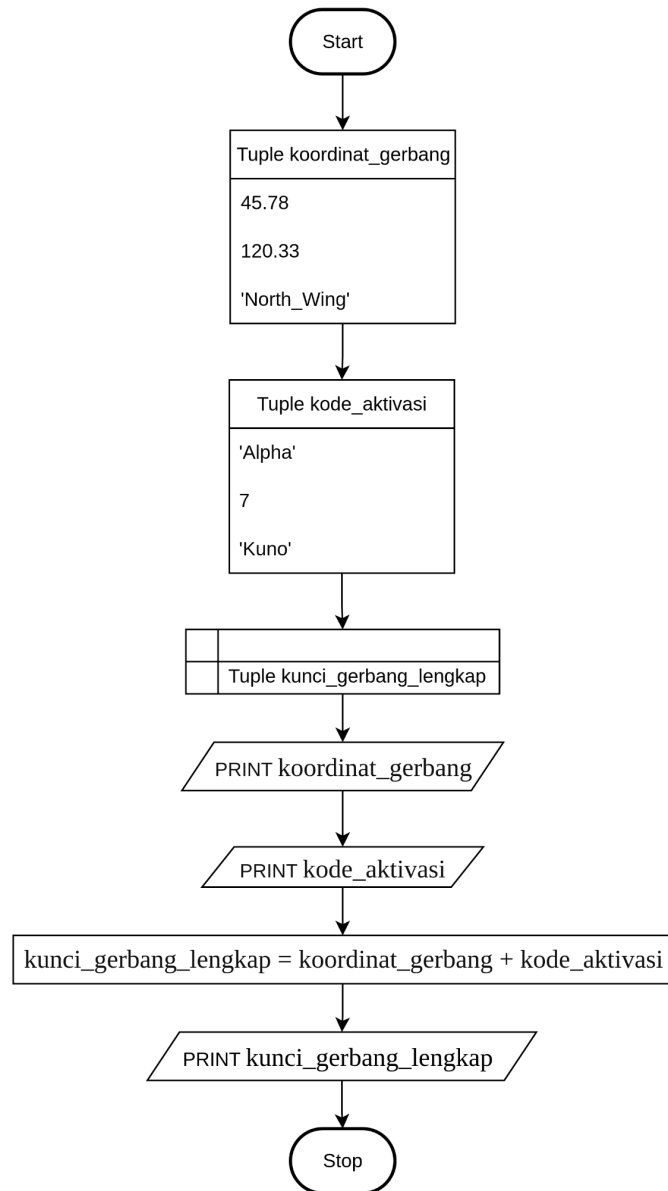 Start
Tuple koordinat_gerbang
45.78
120.33
'North_Wing'
Tuple kode_aktivasi
'Alpha'
7
'Kuno'
Tuple kunci_gerbang_lengkap
PRINT koordinat_gerbang
PRINT kode_aktivasi
kunci_gerbang_lengkap = koordinat_gerbang + kode_aktivasi
PRINT kunci_gerbang_lengkap
Stop